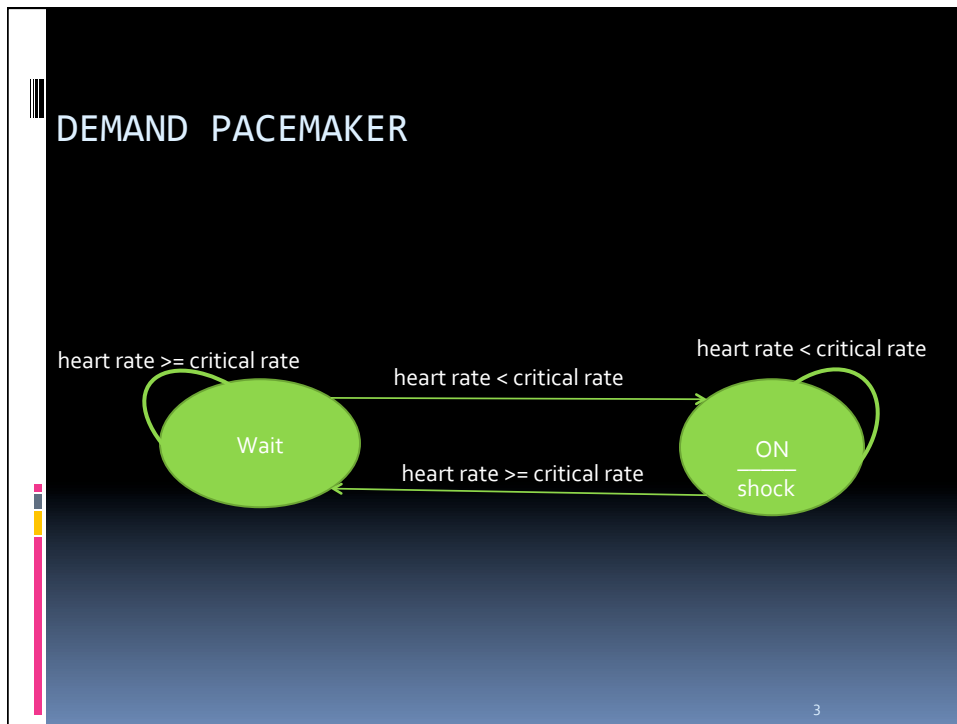 DEMAND PACEMAKER
heart rate >= critical rate
heart rate < critical rate
heart rate < critical rate
Wait
ON
shock
heart rate >= critical rate
3